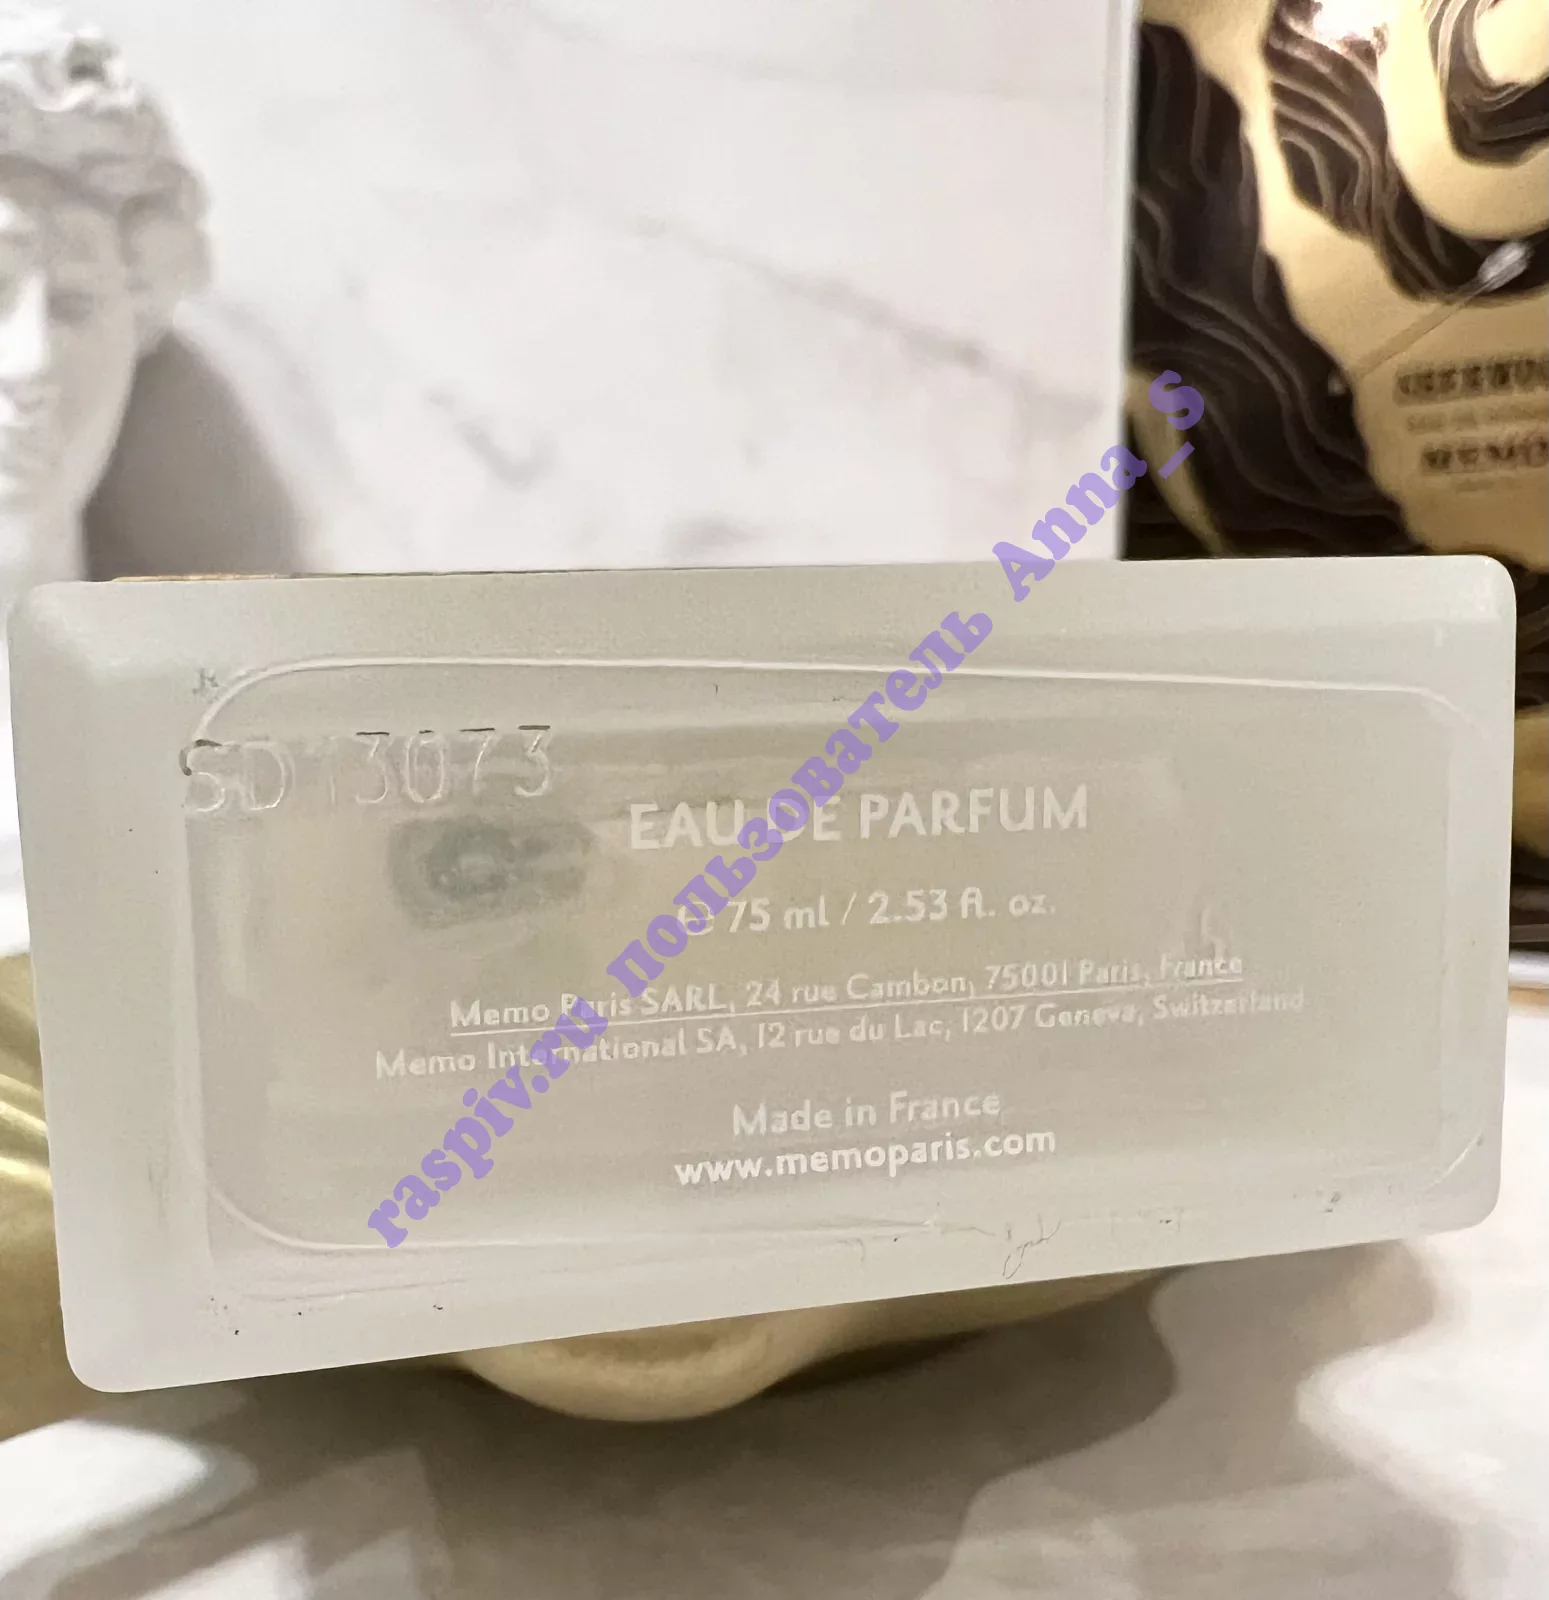 MEMO
SD13073
EAU DE PARFUM
℮ 75 ml / 2.53 fl. oz.
Memo Paris SARL, 24 rue Cambon, 75001 Paris, France
Memo International SA, 12 rue du Lac, 1207 Geneva, Switzerland
Made in France
www.memoparis.com
raspiv.ru пользователь Anna_S